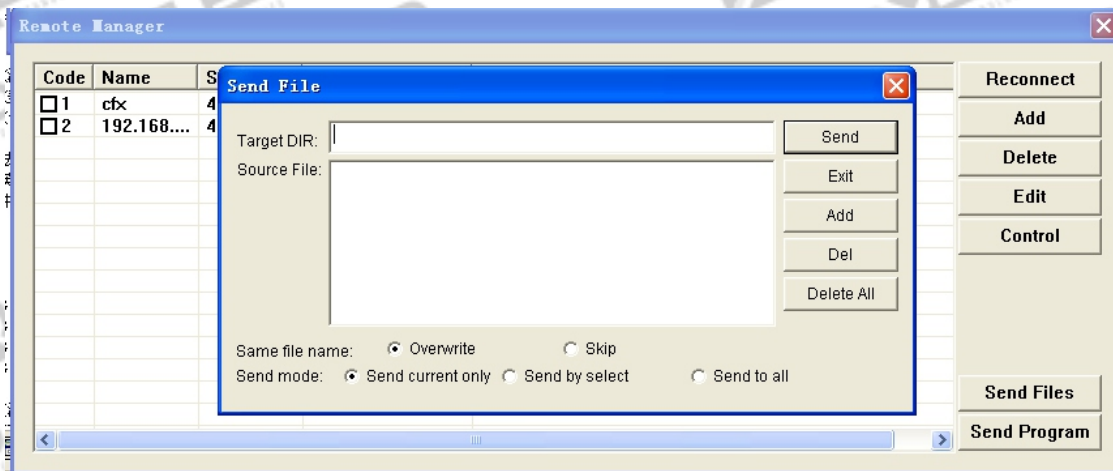 Remote Manager
Code Name S
1 cfx 4
2 192.168.... 4
Reconnect
Add
Delete
Edit
Control
Send Files
Send Program
Send File
Target DIR:
Source File:
Send
Exit
Add
Del
Delete All
Same file name: Overwrite Skip
Send mode: Send current only Send by select Send to all